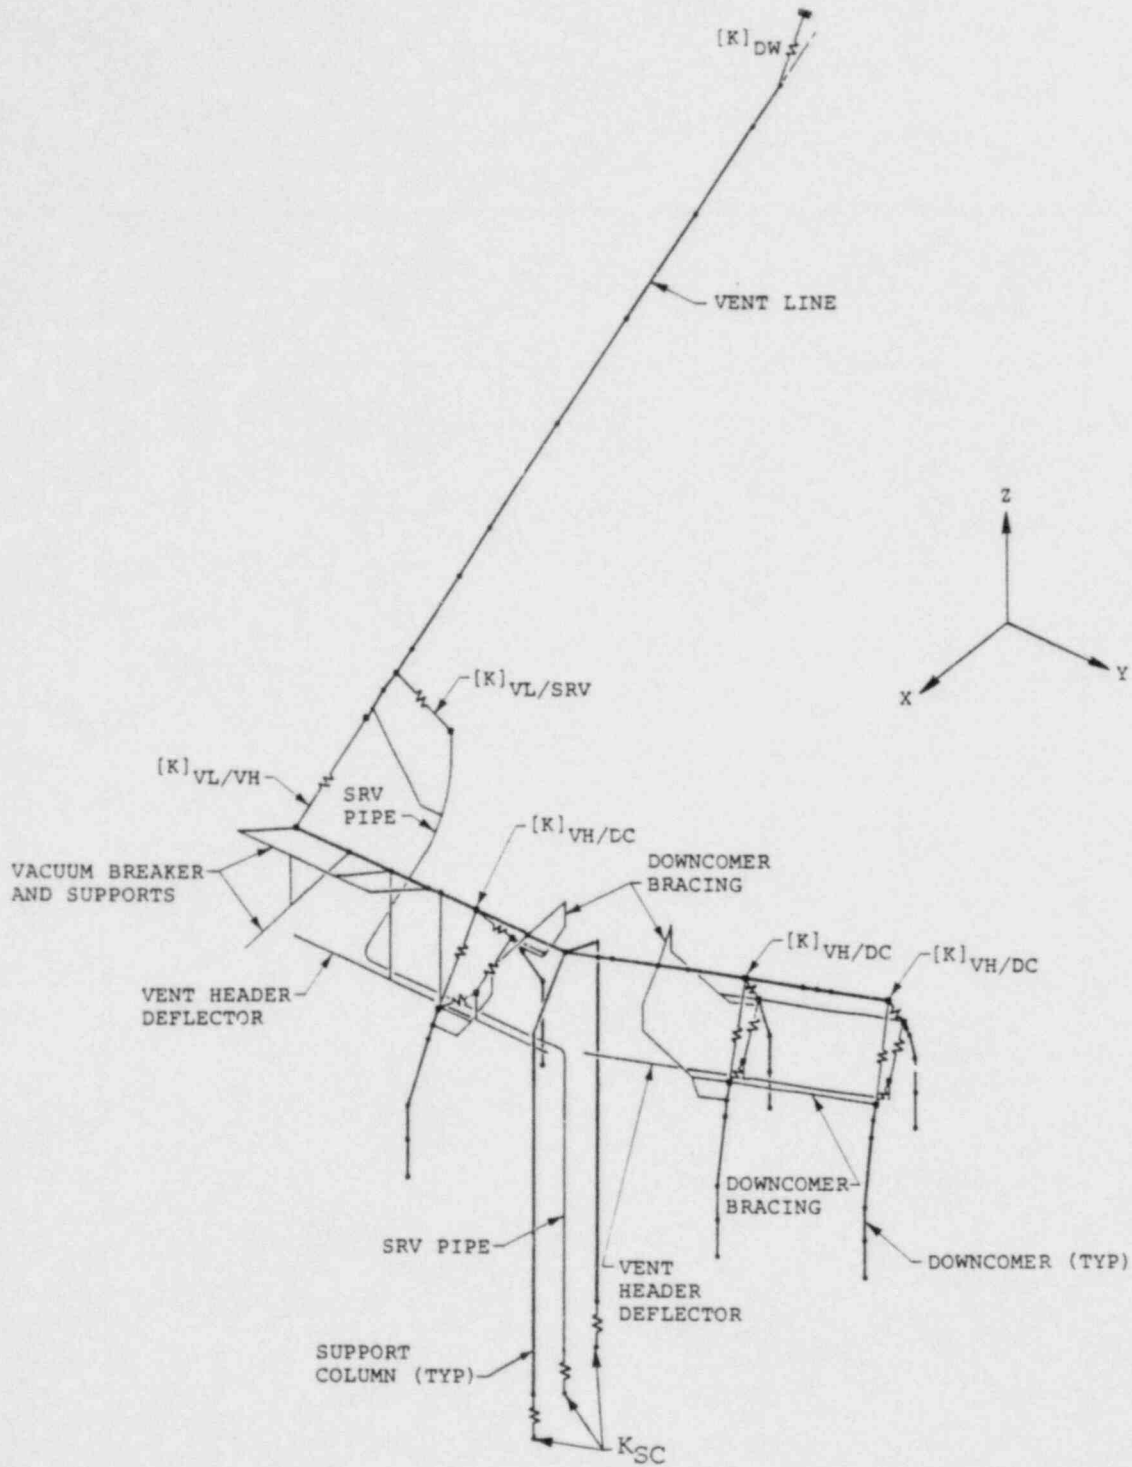 [K]DW
VENT LINE
Z
Y
X
[K]VL/SRV
[K]VL/VH
SRV
PIPE
[K]VH/DC
DOWNCOMER
BRACING
VACUUM BREAKER
AND SUPPORTS
[K]VH/DC
[K]VH/DC
VENT HEADER
DEFLECTOR
DOWNCOMER
BRACING
SRV PIPE
DOWNCOMER (TYP)
VENT
HEADER
DEFLECTOR
SUPPORT
COLUMN (TYP)
KSC